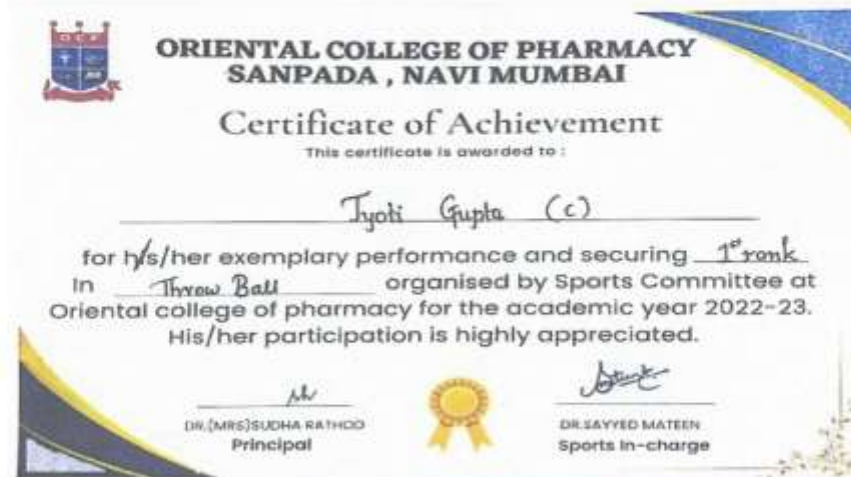 OCP
ORIENTAL COLLEGE OF PHARMACY
SANPADA , NAVI MUMBAI
Certificate of Achievement
This certificate is awarded to :
Jyoti Gupta (C)
for his/her exemplary performance and securing 1st rank
In Throw Ball organised by Sports Committee at
Oriental college of pharmacy for the academic year 2022-23.
His/her participation is highly appreciated.
DR.(MRS)SUDHA RATHOD
Principal
DR.SAYYED MATEEN
Sports In-charge